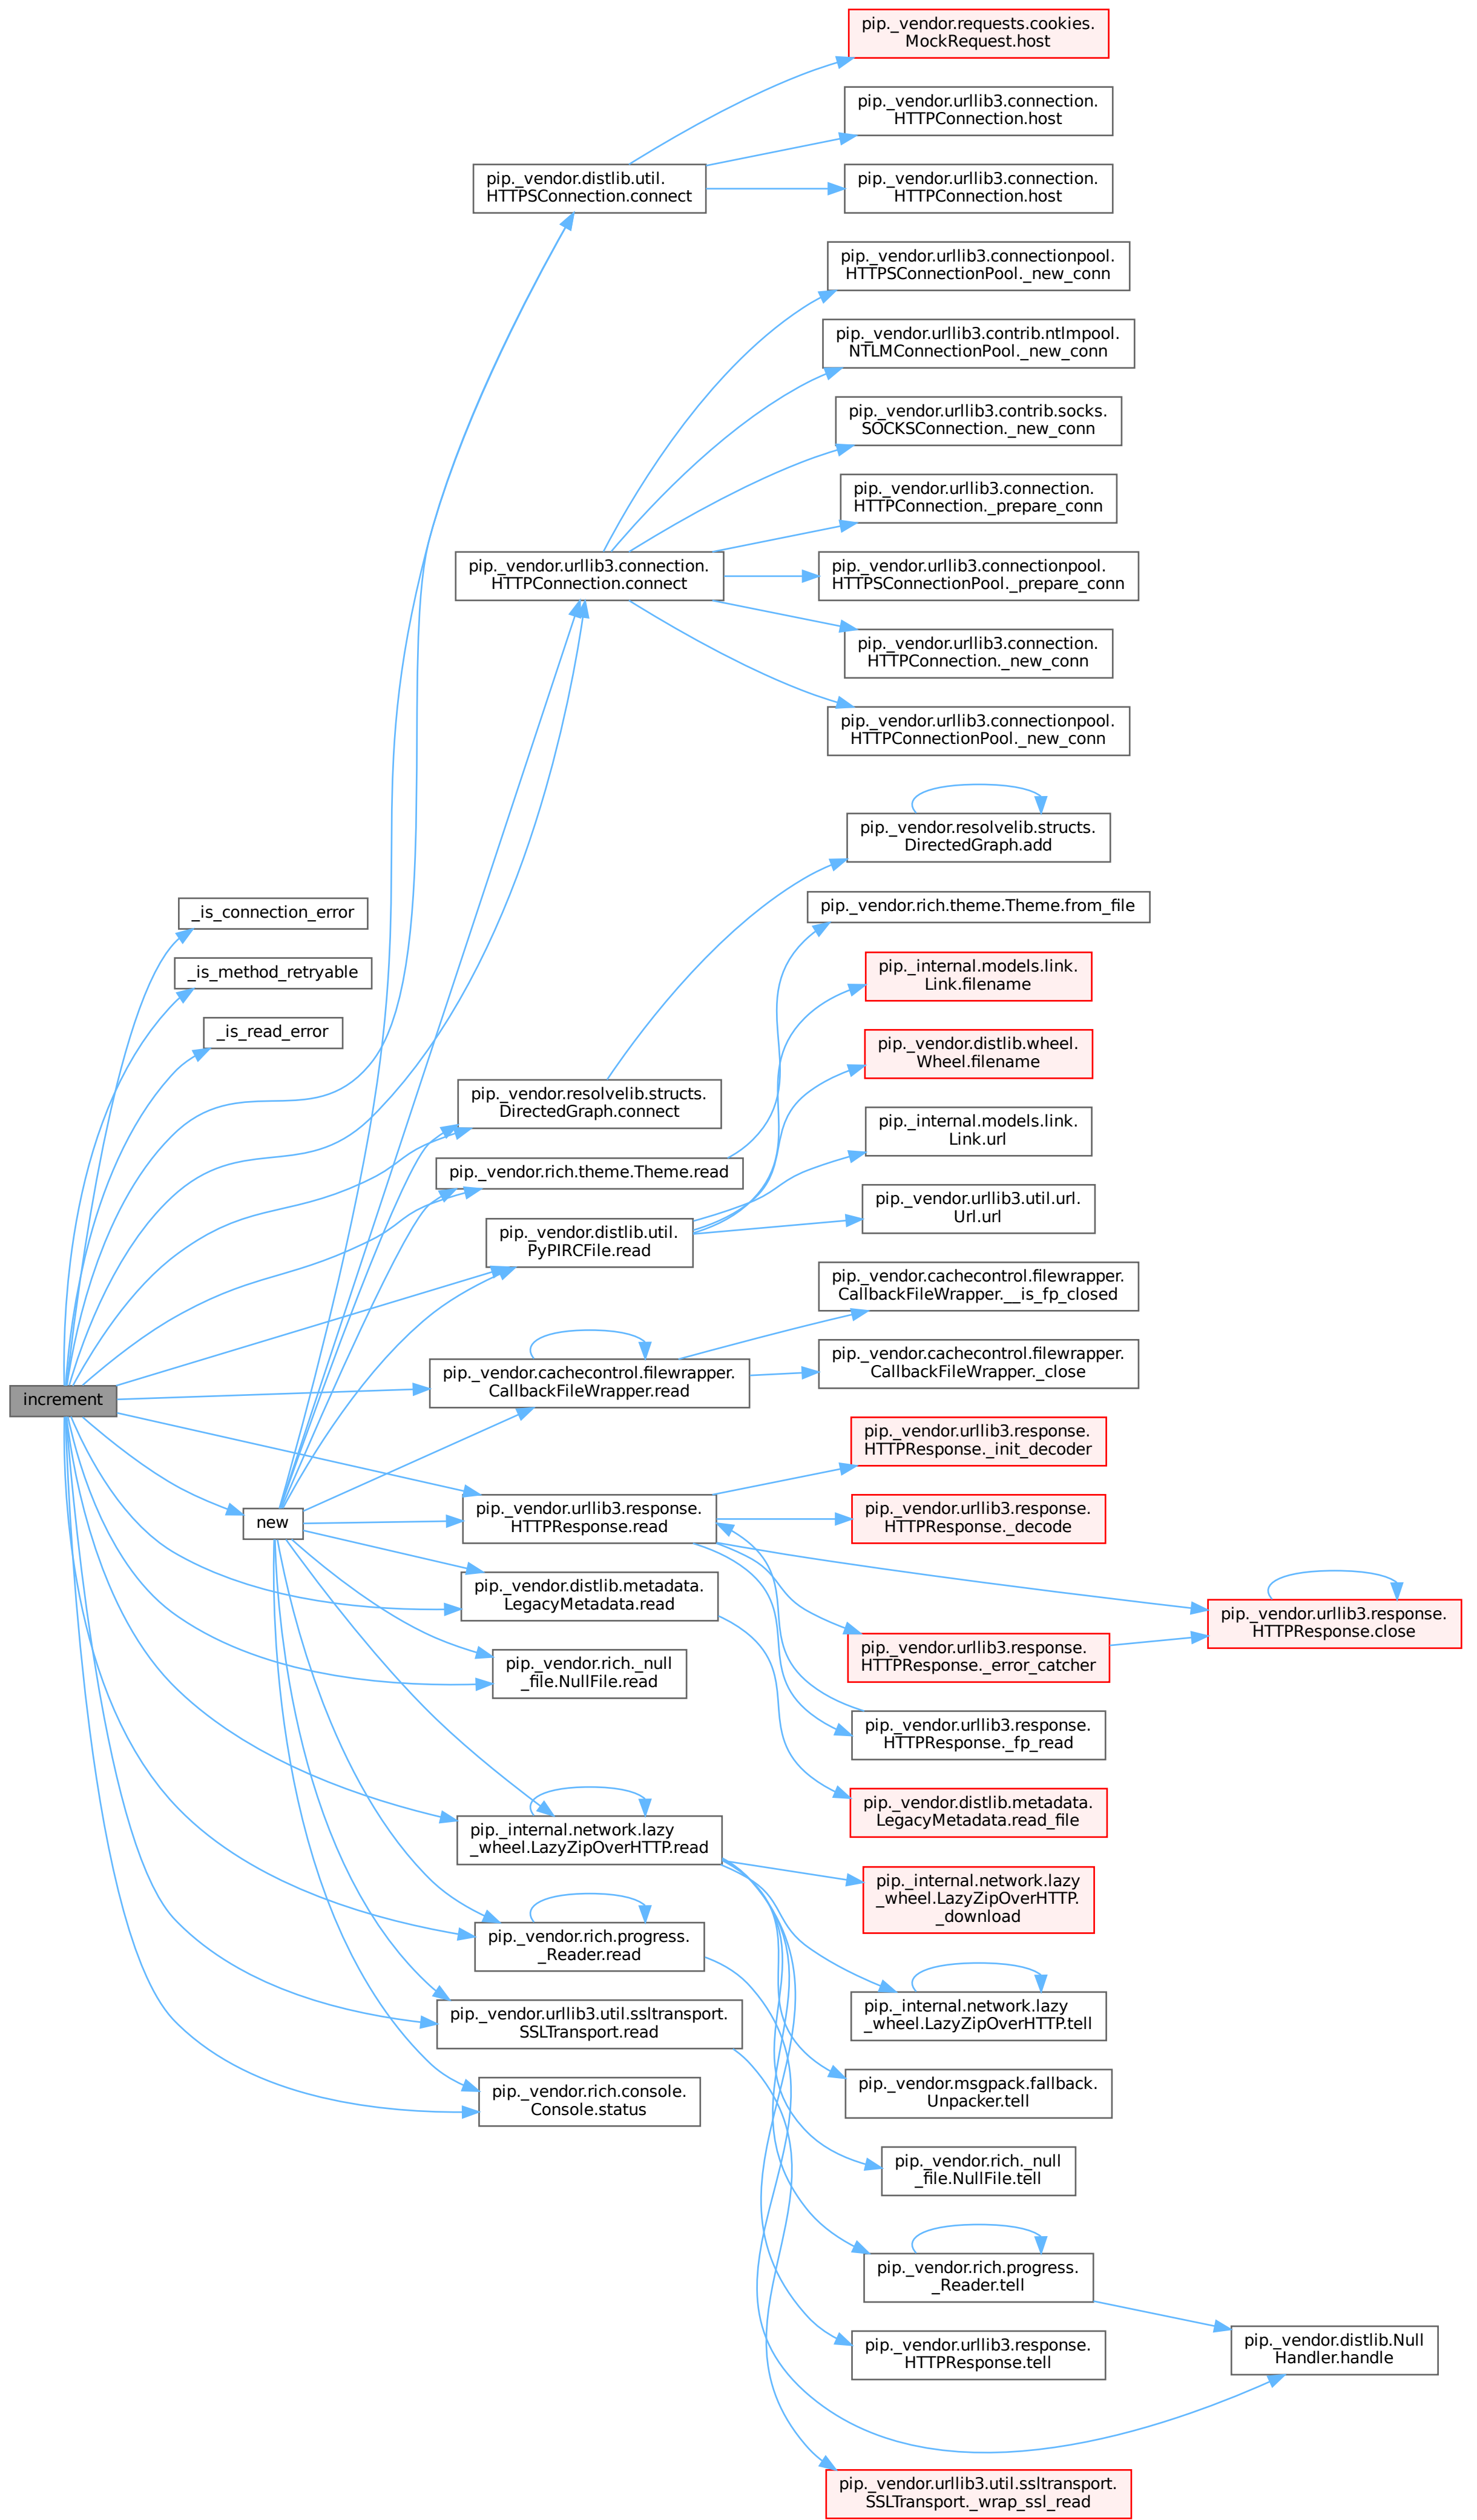 pip._vendor.requests.cookies.
MockRequest.host
pip._vendor.urllib3.connection.
HTTPConnection.host
pip._vendor.distlib.util.
HTTPSConnection.connect
pip._vendor.urllib3.connection.
HTTPConnection.host
pip._vendor.urllib3.connectionpool.
HTTPSConnectionPool._new_conn
pip._vendor.urllib3.contrib.ntlmpool.
NTLMConnectionPool._new_conn
pip._vendor.urllib3.contrib.socks.
SOCKSConnection._new_conn
pip._vendor.urllib3.connection.
HTTPConnection._prepare_conn
pip._vendor.urllib3.connection.
HTTPConnection.connect
pip._vendor.urllib3.connectionpool.
HTTPSConnectionPool._prepare_conn
pip._vendor.urllib3.connection.
HTTPConnection._new_conn
pip._vendor.urllib3.connectionpool.
HTTPConnectionPool._new_conn
pip._vendor.resolvelib.structs.
DirectedGraph.add
_is_connection_error
pip._vendor.rich.theme.Theme.from_file
_is_method_retryable
pip._internal.models.link.
Link.filename
_is_read_error
pip._vendor.distlib.wheel.
Wheel.filename
pip._vendor.resolvelib.structs.
DirectedGraph.connect
pip._internal.models.link.
Link.url
pip._vendor.rich.theme.Theme.read
pip._vendor.urllib3.util.url.
Url.url
pip._vendor.distlib.util.
PyPIRCFile.read
pip._vendor.cachecontrol.filewrapper.
CallbackFileWrapper.__is_fp_closed
pip._vendor.cachecontrol.filewrapper.
CallbackFileWrapper._close
pip._vendor.cachecontrol.filewrapper.
CallbackFileWrapper.read
increment
pip._vendor.urllib3.response.
HTTPResponse._init_decoder
new
pip._vendor.urllib3.response.
HTTPResponse.read
pip._vendor.urllib3.response.
HTTPResponse._decode
pip._vendor.distlib.metadata.
LegacyMetadata.read
pip._vendor.urllib3.response.
HTTPResponse.close
pip._vendor.urllib3.response.
HTTPResponse._error_catcher
pip._vendor.rich._null
_file.NullFile.read
pip._vendor.urllib3.response.
HTTPResponse._fp_read
pip._vendor.distlib.metadata.
LegacyMetadata.read_file
pip._internal.network.lazy
_wheel.LazyZipOverHTTP.read
pip._internal.network.lazy
_wheel.LazyZipOverHTTP.
_download
pip._vendor.rich.progress.
_Reader.read
pip._internal.network.lazy
_wheel.LazyZipOverHTTP.tell
pip._vendor.urllib3.util.ssltransport.
SSLTransport.read
pip._vendor.msgpack.fallback.
Unpacker.tell
pip._vendor.rich.console.
Console.status
pip._vendor.rich._null
_file.NullFile.tell
pip._vendor.rich.progress.
_Reader.tell
pip._vendor.urllib3.response.
HTTPResponse.tell
pip._vendor.distlib.Null
Handler.handle
pip._vendor.urllib3.util.ssltransport.
SSLTransport._wrap_ssl_read